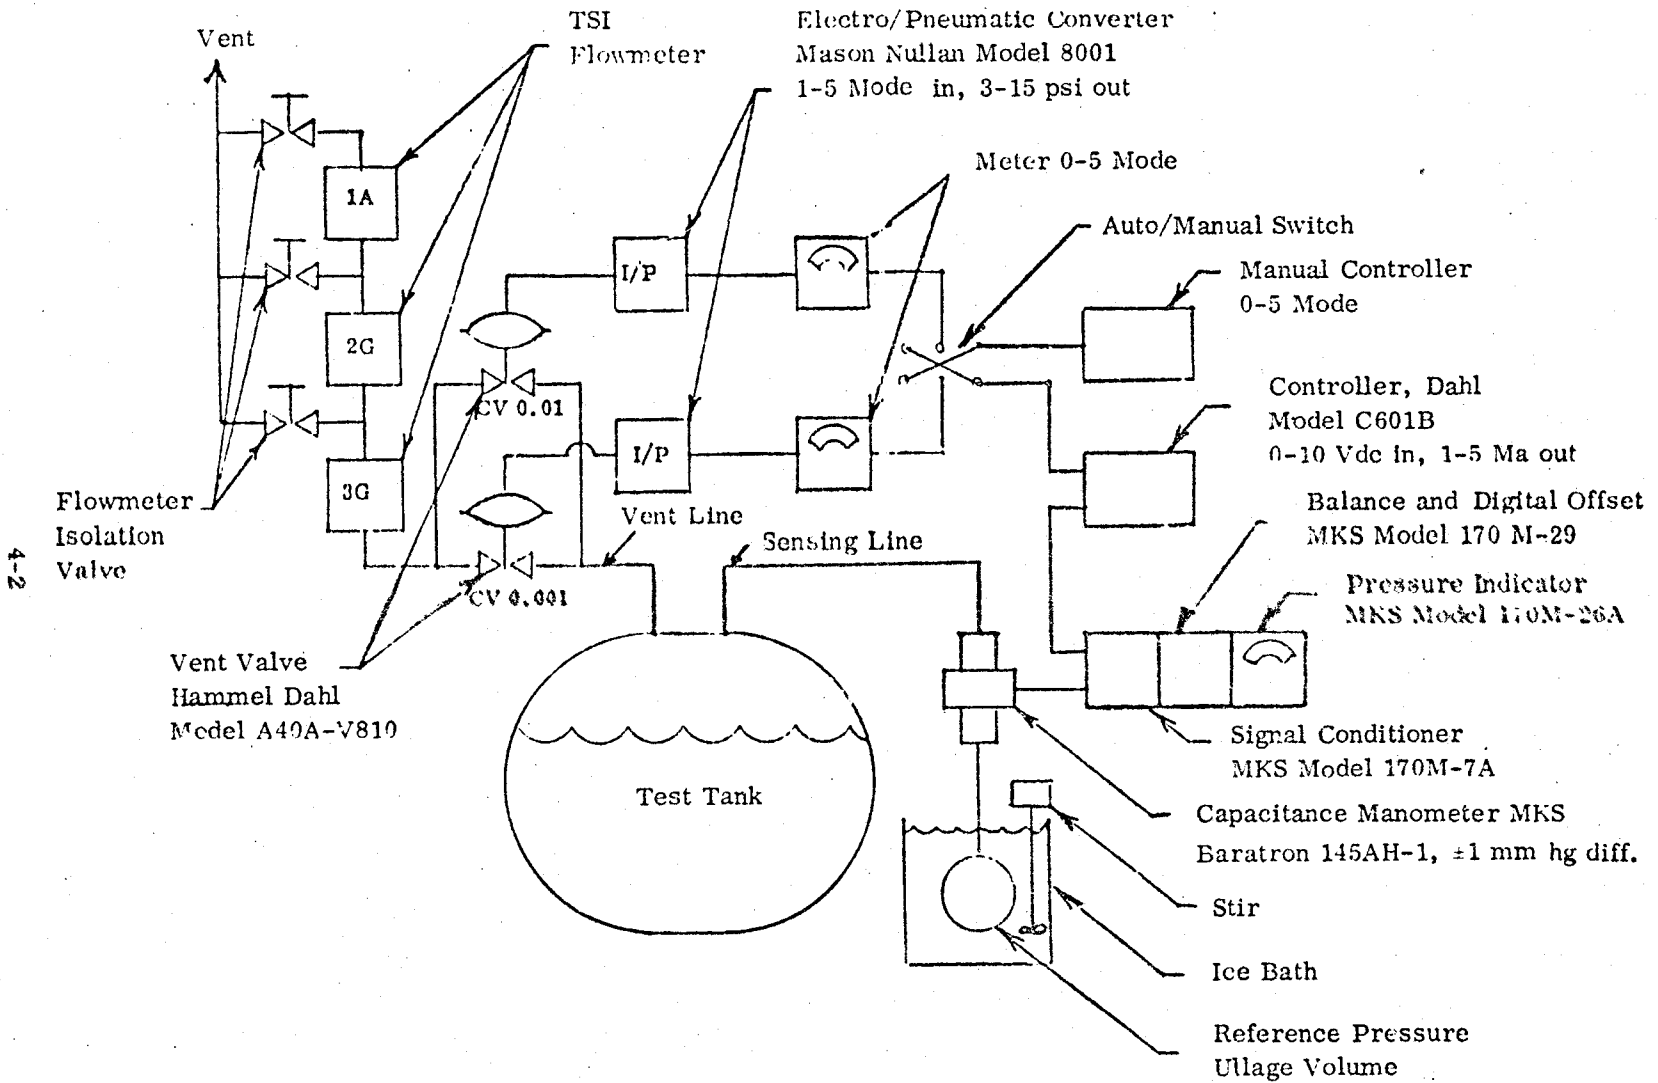 Vent
TSI
Flowmeter
Electro/Pneumatic Converter
Mason Nullan Model 8001
1-5 Mode in, 3-15 psi out
Meter 0-5 Mode
Auto/Manual Switch
Manual Controller
0-5 Mode
Controller, Dahl
Model C601B
0-10 Vdc in, 1-5 Ma out
Balance and Digital Offset
MKS Model 170 M-29
Pressure Indicator
MKS Model 170M-26A
Signal Conditioner
MKS Model 170M-7A
Capacitance Manometer MKS
Baratron 145AH-1, ±1 mm hg diff.
Stir
Ice Bath
Reference Pressure
Ullage Volume
1A
2G
3G
I/P
I/P
CV 0.01
CV 0.001
Vent Line
Sensing Line
Test Tank
Flowmeter
Isolation
Valve
Vent Valve
Hammel Dahl
Model A40A-V810
4-2